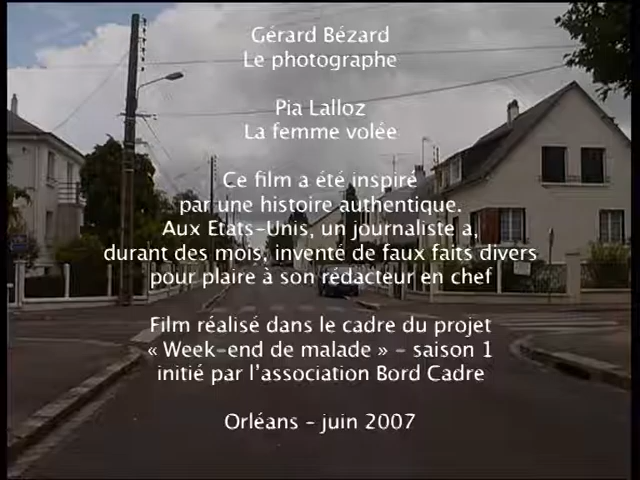 Gérard Bézard
Le photographe
Pia Lalloz
La femme volée
Ce film a été inspiré
par une histoire authentique.
Aux Etats-Unis, un journaliste a,
durant des mois, inventé de faux faits divers
pour plaire à son rédacteur en chef
Film réalisé dans le cadre du projet
« Week-end de malade » - saison 1
initié par l'association Bord Cadre
Orléans - juin 2007